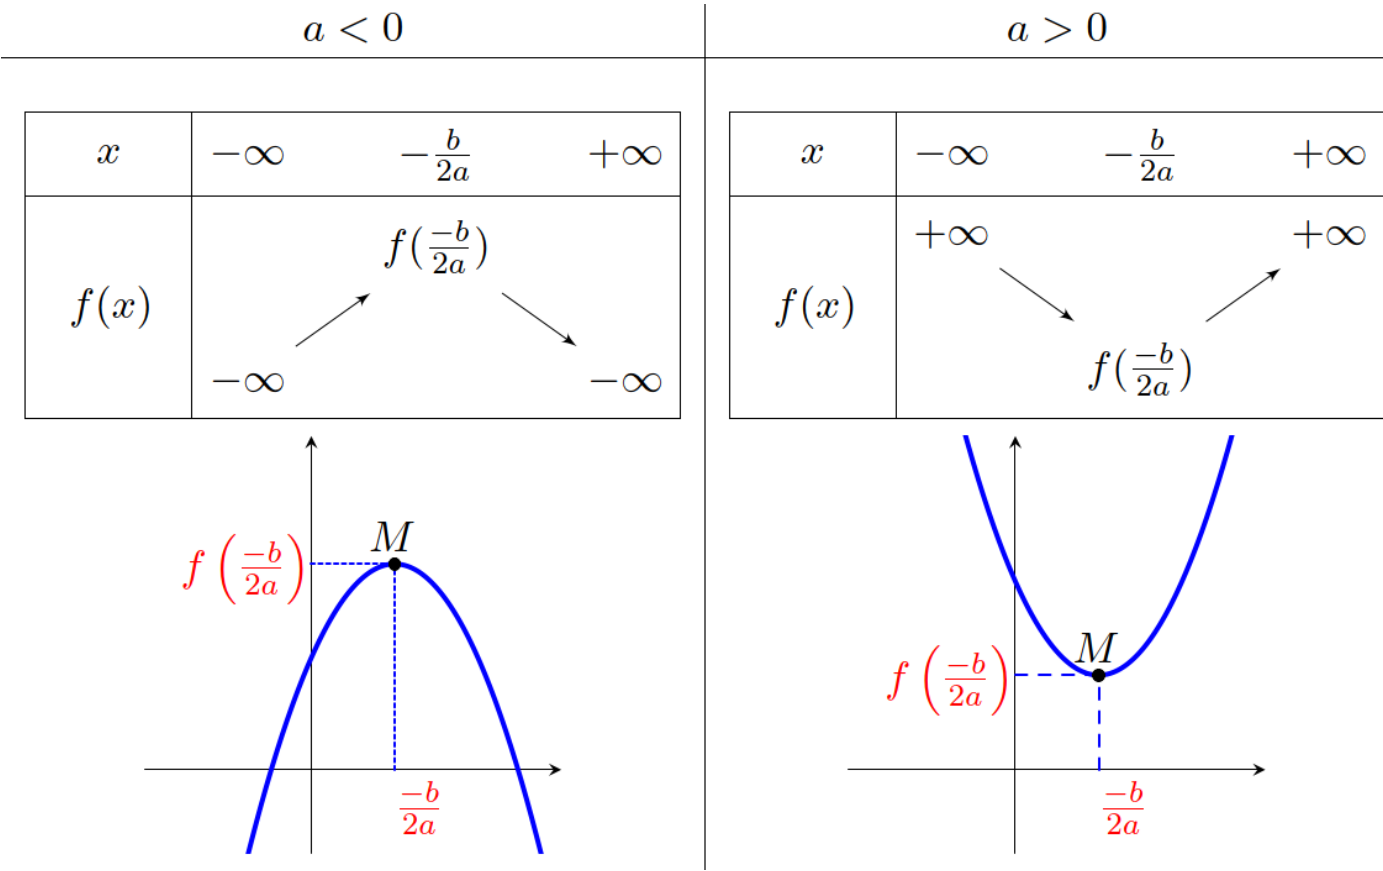 a < 0
x −∞ −b/2a +∞
f(x) −∞ f(−b/2a) −∞
M
f(−b/2a)
−b/2a
a > 0
x −∞ −b/2a +∞
f(x) +∞ f(−b/2a) +∞
M
f(−b/2a)
−b/2a